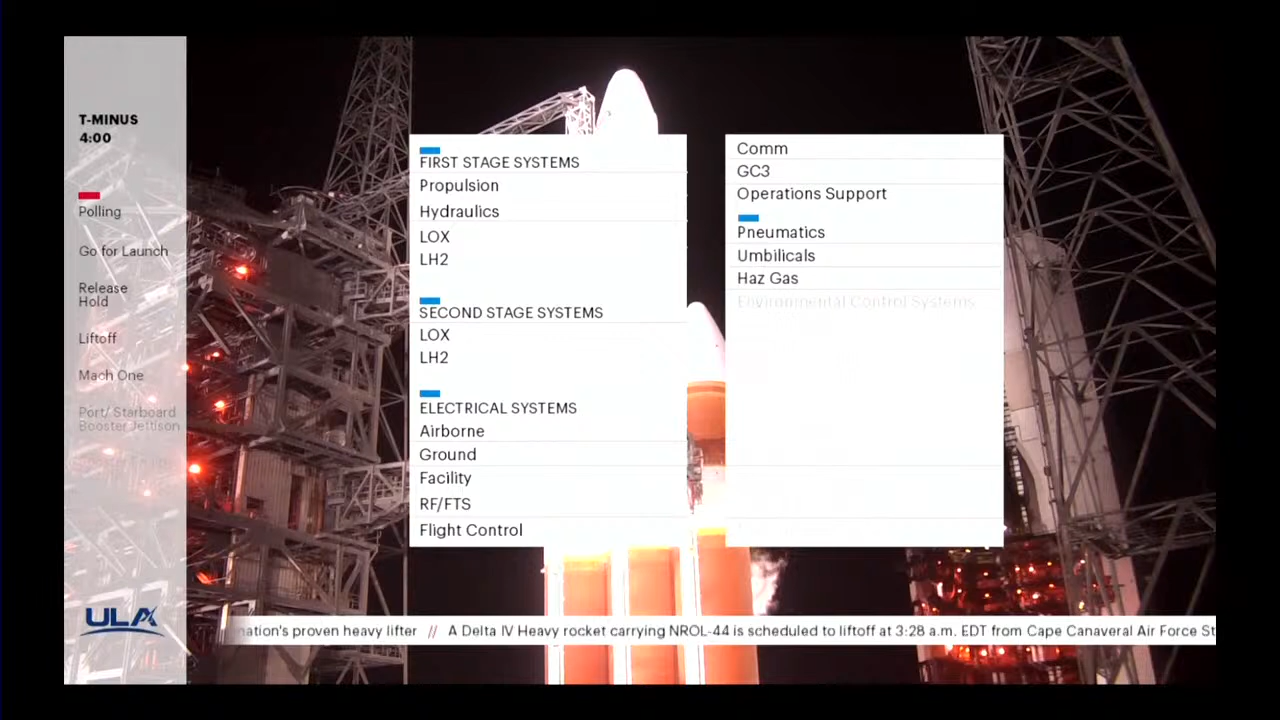 T-MINUS
4:00
Polling
Go for Launch
Release
Hold
Liftoff
Mach One
Port/ Starboard
Booster Jettison
ULA
FIRST STAGE SYSTEMS
Propulsion
Hydraulics
LOX
LH2
SECOND STAGE SYSTEMS
LOX
LH2
ELECTRICAL SYSTEMS
Airborne
Ground
Facility
RF/FTS
Flight Control
Comm
GC3
Operations Support
Pneumatics
Umbilicals
Haz Gas
Environmental Control Systems
nation's proven heavy lifter // A Delta IV Heavy rocket carrying NROL-44 is scheduled to liftoff at 3:28 a.m. EDT from Cape Canaveral Air Force St